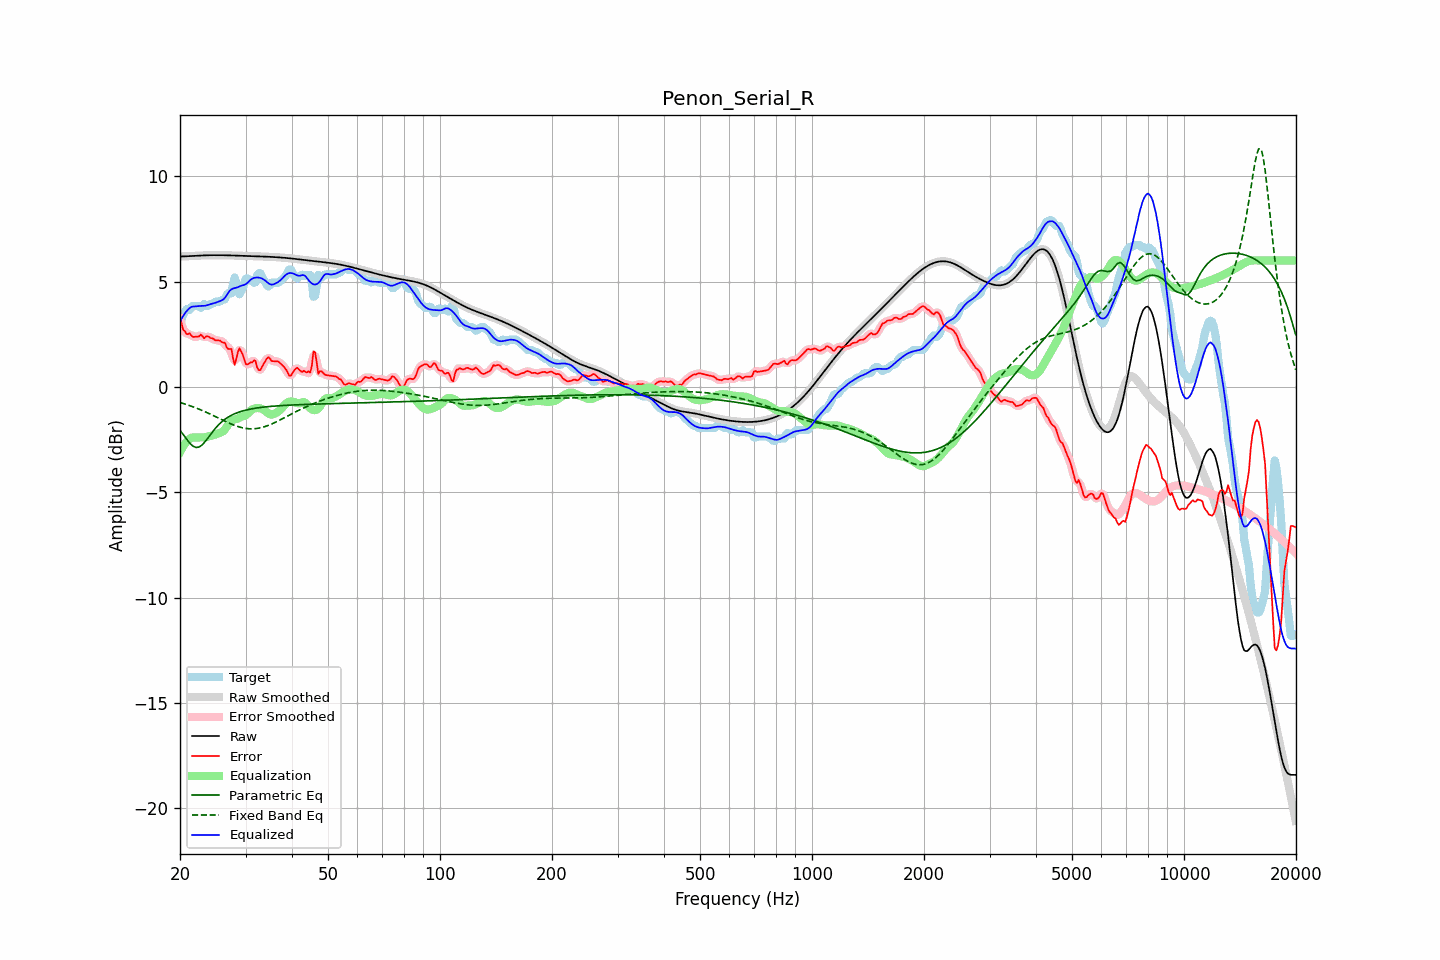 Penon_Serial_R
Amplitude (dBr)
10
5
0
−5
−10
−15
−20
Target
Raw Smoothed
Error Smoothed
Raw
Error
Equalization
Parametric Eq
Fixed Band Eq
Equalized
20 50 100 200 500 1000 2000 5000 10000 20000
Frequency (Hz)